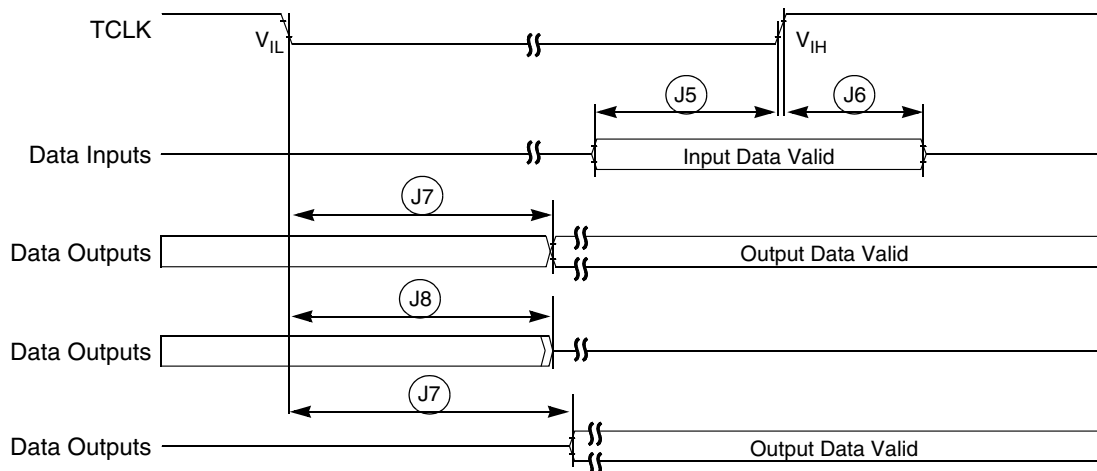 TCLK
VIL
VIH
J5
J6
Data Inputs
Input Data Valid
J7
Data Outputs
Output Data Valid
J8
Data Outputs
J7
Data Outputs
Output Data Valid